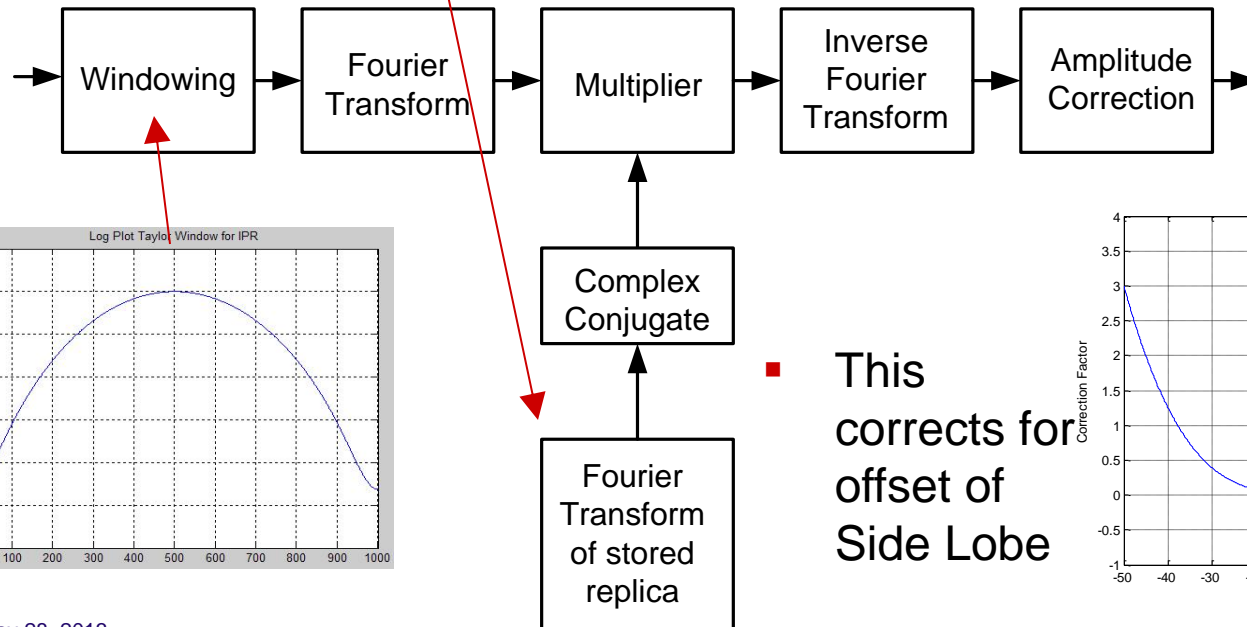 Windowing
Fourier
Transform
Multiplier
Inverse
Fourier
Transform
Amplitude
Correction
Log Plot Taylor Window for IPR
100 200 300 400 500 600 700 800 900 1000
Complex
Conjugate
Fourier
Transform
of stored
replica
This
corrects for
offset of
Side Lobe
Correction Factor
4
3.5
3
2.5
2
1.5
1
0.5
0
-0.5
-1
-50 -40 -30